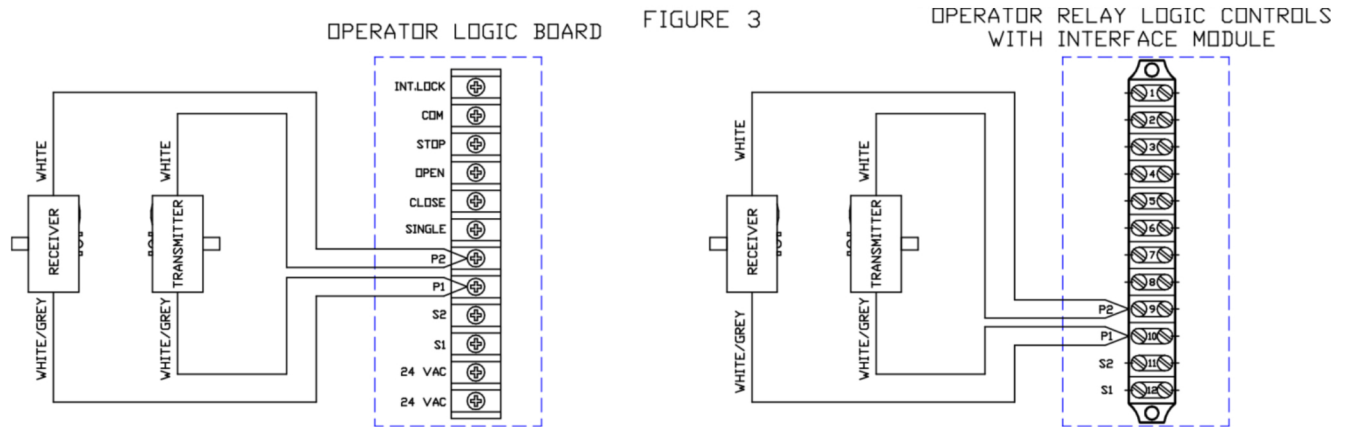 FIGURE 3
OPERATOR LOGIC BOARD
INT.LOCK
COM
STOP
OPEN
CLOSE
SINGLE
P2
P1
S2
S1
24 VAC
24 VAC
WHITE
WHITE
RECEIVER
TRANSMITTER
WHITE/GREY
WHITE/GREY
OPERATOR RELAY LOGIC CONTROLS
WITH INTERFACE MODULE
1
2
3
4
5
6
7
8
P2 9
P1 10
S2 11
S1 12
WHITE
WHITE
RECEIVER
TRANSMITTER
WHITE/GREY
WHITE/GREY